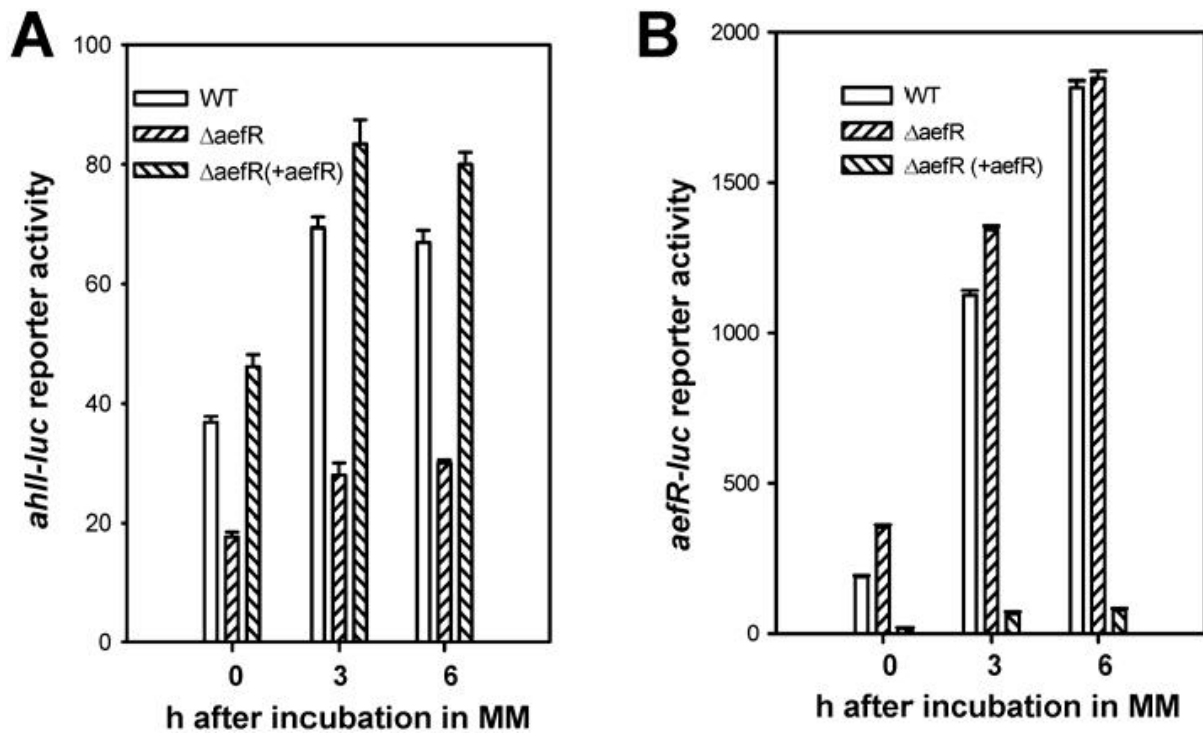 A
100
80
60
40
20
0
WT
ΔaefR
ΔaefR(+aefR)
ahlI-luc reporter activity
0 3 6
h after incubation in MM
B
2000
1500
1000
500
0
WT
ΔaefR
ΔaefR (+aefR)
aefR-luc reporter activity
0 3 6
h after incubation in MM